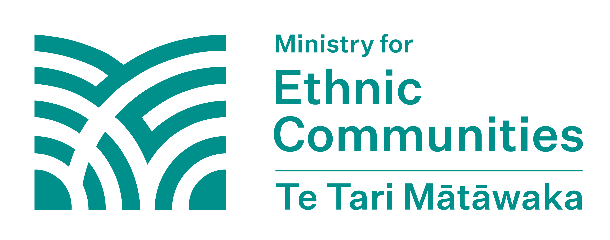 Ministry for
Ethnic
Communities
Te Tari Mātāwaka